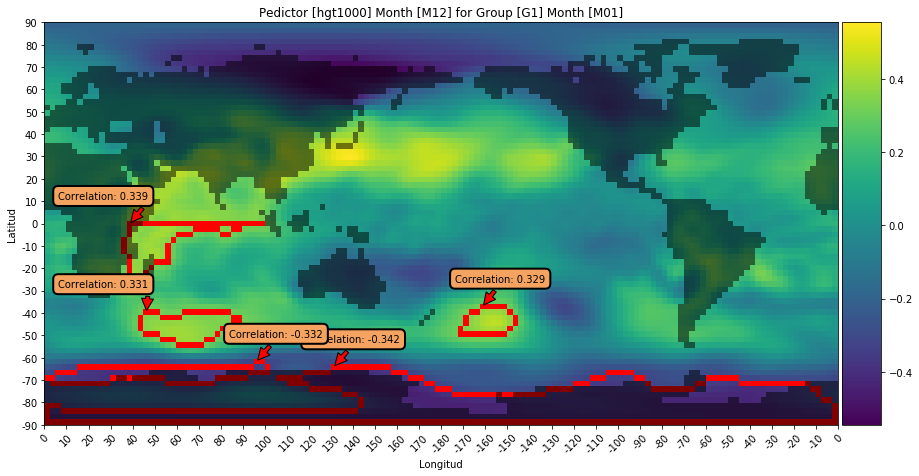 Pedictor [hgt1000] Month [M12] for Group [G1] Month [M01]
90
80
70
60
50
40
30
20
10
0
-10
-20
-30
-40
-50
-60
-70
-80
-90
Latitud
Correlation: 0.339
Correlation: 0.331
Correlation: 0.329
Correlation: -0.332
Correlation: -0.342
0 10 20 30 40 50 60 70 80 90 100 110 120 130 140 150 160 170 180 -170 -160 -150 -140 -130 -120 -110 -100 -90 -80 -70 -60 -50 -40 -30 -20 -10 0
Longitud
0.4
0.2
0.0
-0.2
-0.4